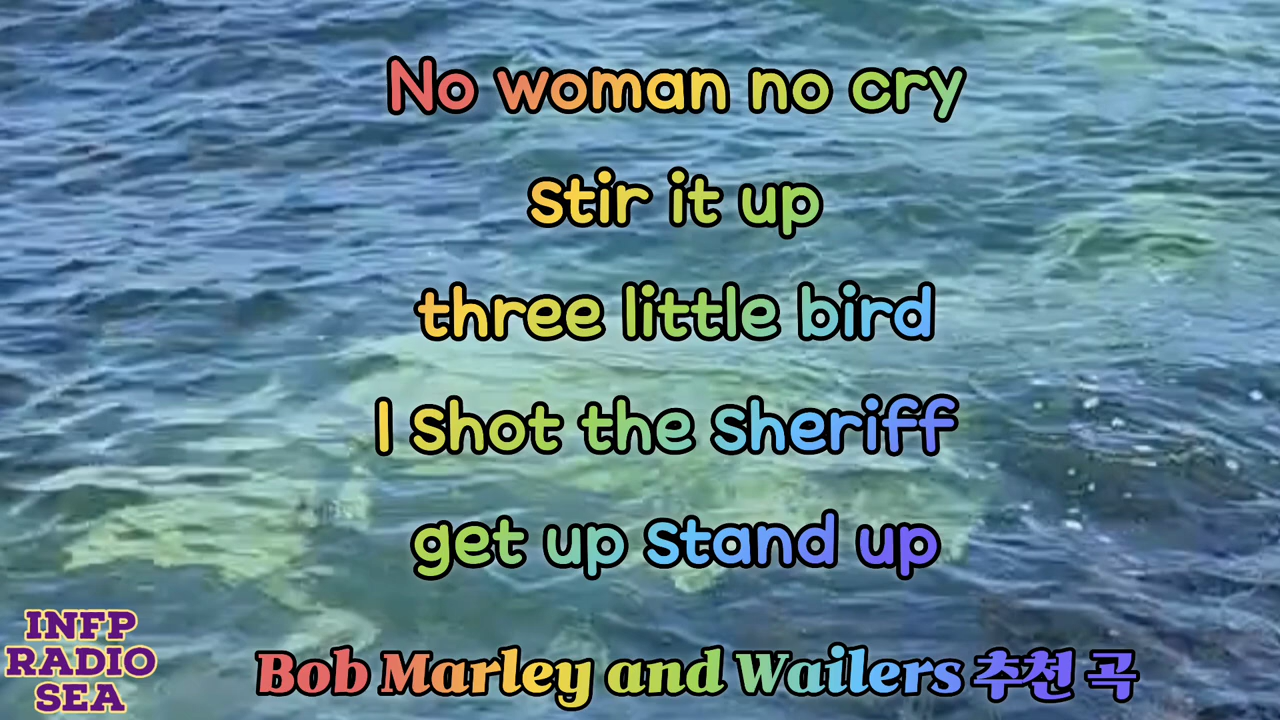 No woman no cry
stir it up
three little bird
I shot the sheriff
get up stand up
INFP
RADIO
SEA
Bob Marley and Wailers 추천 곡